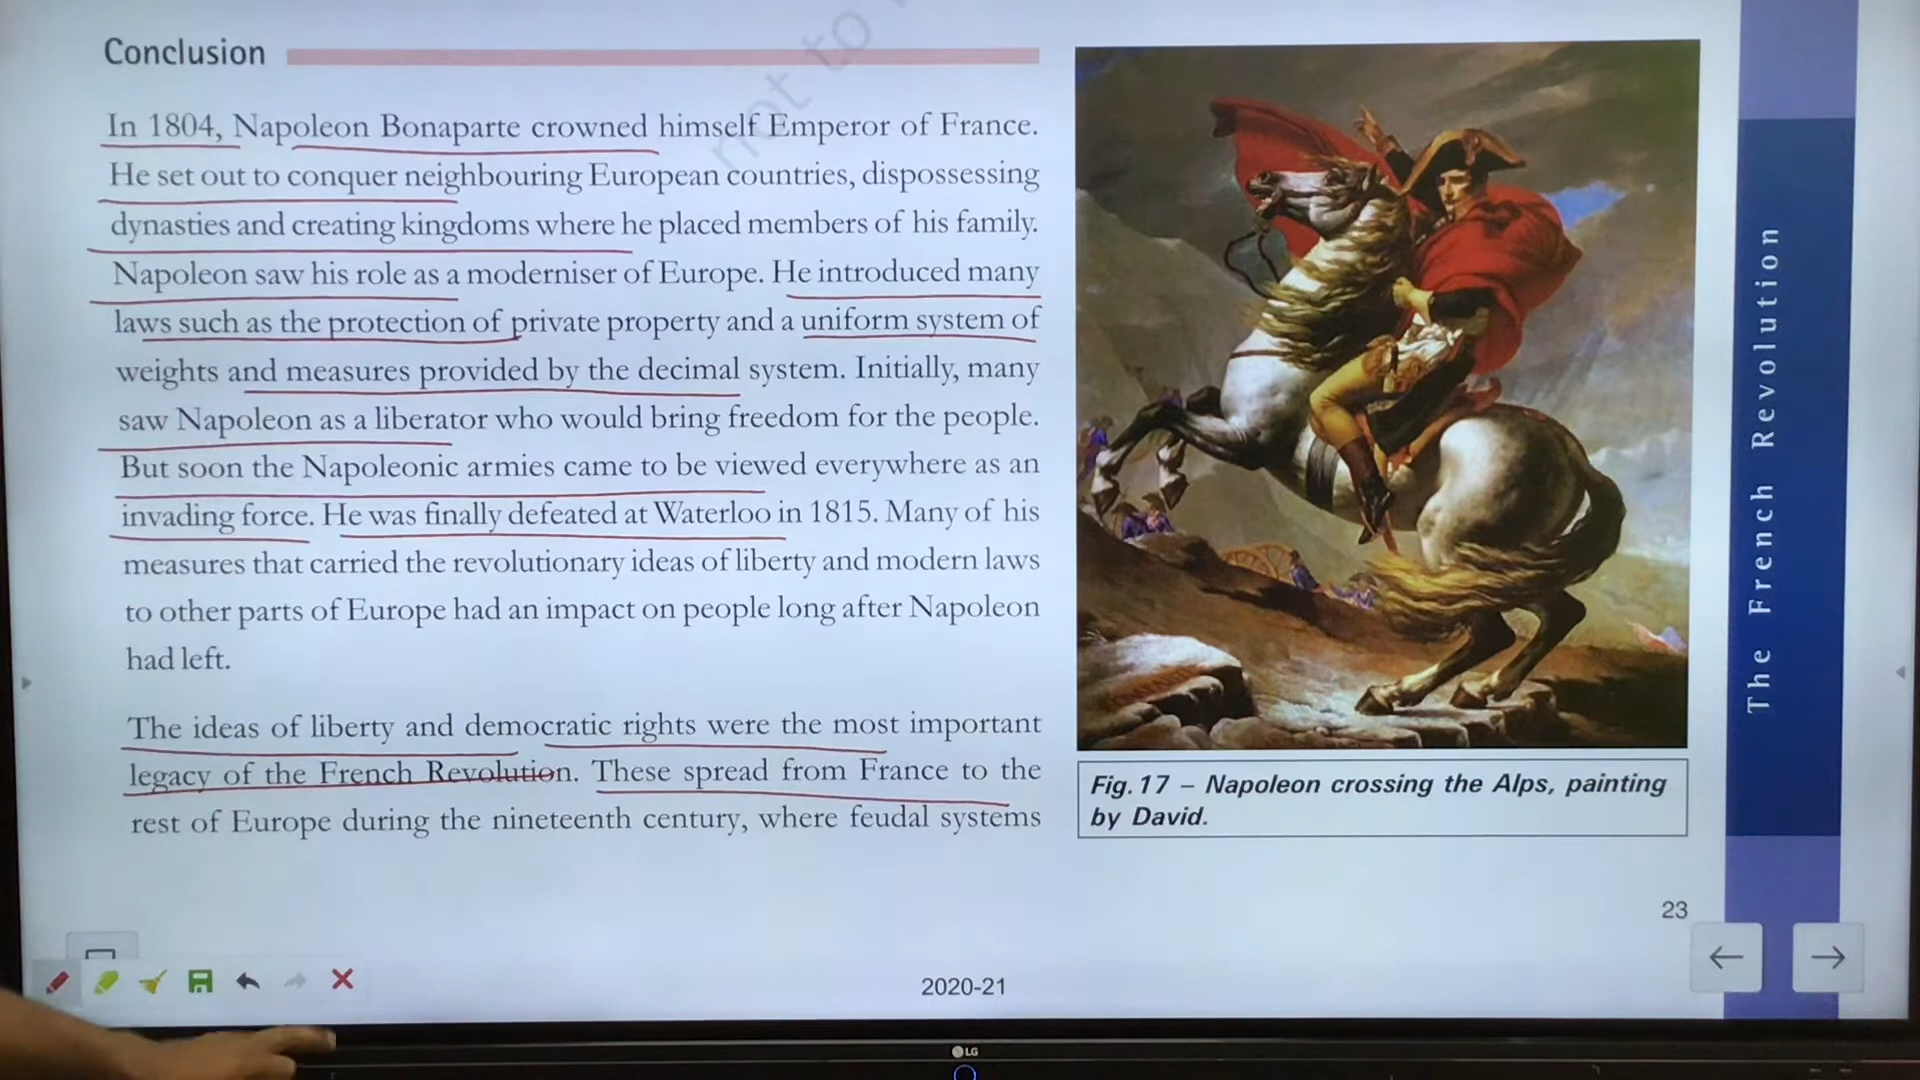 Conclusion
In 1804, Napoleon Bonaparte crowned himself Emperor of France.
He set out to conquer neighbouring European countries, dispossessing
dynasties and creating kingdoms where he placed members of his family.
Napoleon saw his role as a moderniser of Europe. He introduced many
laws such as the protection of private property and a uniform system of
weights and measures provided by the decimal system. Initially, many
saw Napoleon as a liberator who would bring freedom for the people.
But soon the Napoleonic armies came to be viewed everywhere as an
invading force. He was finally defeated at Waterloo in 1815. Many of his
measures that carried the revolutionary ideas of liberty and modern laws
to other parts of Europe had an impact on people long after Napoleon
had left.
The ideas of liberty and democratic rights were the most important
legacy of the French Revolution. These spread from France to the
rest of Europe during the nineteenth century, where feudal systems
not to
Fig. 17 – Napoleon crossing the Alps, painting
by David.
The French Revolution
23
2020-21
LG